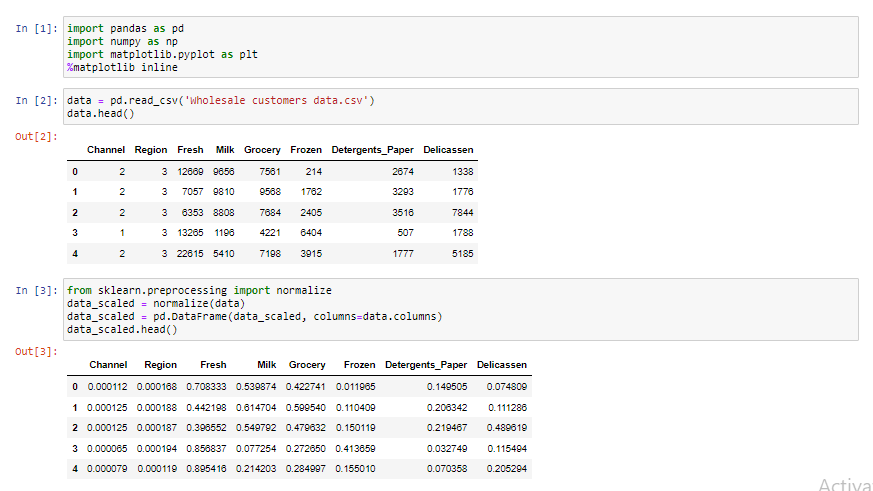 In [1]: import pandas as pd
import numpy as np
import matplotlib.pyplot as plt
%matplotlib inline
In [2]: data = pd.read_csv('Wholesale customers data.csv')
data.head()
Out[2]:
Channel Region Fresh Milk Grocery Frozen Detergents_Paper Delicassen
0 2 3 12669 9656 7561 214 2674 1338
1 2 3 7057 9810 9568 1762 3293 1776
2 2 3 6353 8808 7684 2405 3516 7844
3 1 3 13265 1196 4221 6404 507 1788
4 2 3 22615 5410 7198 3915 1777 5185
In [3]: from sklearn.preprocessing import normalize
data_scaled = normalize(data)
data_scaled = pd.DataFrame(data_scaled, columns=data.columns)
data_scaled.head()
Out[3]:
Channel Region Fresh Milk Grocery Frozen Detergents_Paper Delicassen
0 0.000112 0.000168 0.708333 0.539874 0.422741 0.011965 0.149505 0.074809
1 0.000125 0.000188 0.442198 0.614704 0.599540 0.110409 0.206342 0.111286
2 0.000125 0.000187 0.396552 0.549792 0.479632 0.150119 0.219467 0.489619
3 0.000065 0.000194 0.856837 0.077254 0.272650 0.413659 0.032749 0.115494
4 0.000079 0.000119 0.895416 0.214203 0.284997 0.155010 0.070358 0.205294
Activa